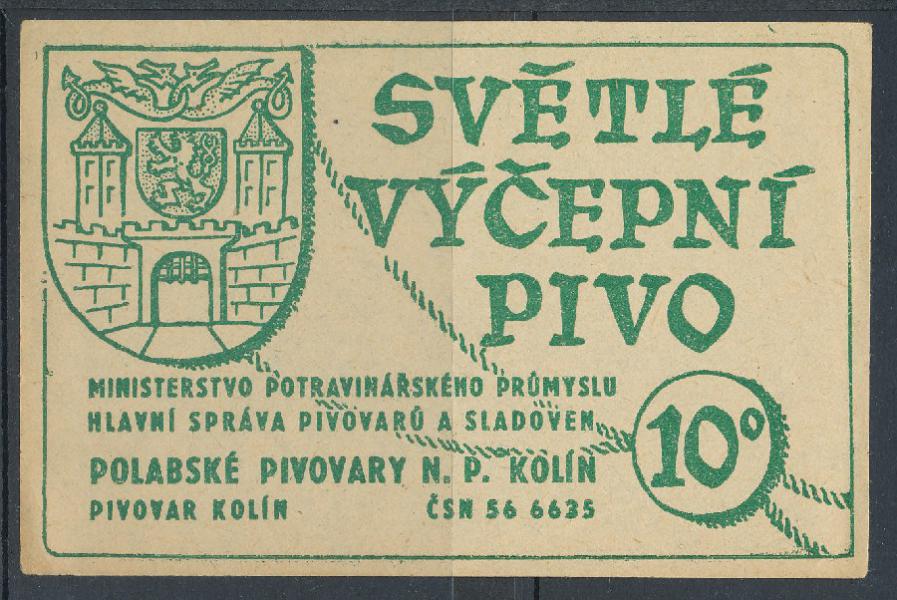 SVĚTLÉ
VÝČEPNÍ
PIVO
MINISTERSTVO POTRAVINÁŘSKÉHO PRŮMYSLU
HLAVNÍ SPRÁVA PIVOVARŮ A SLADOVEN
10°
POLABSKÉ PIVOVARY N. P. KOLÍN
PIVOVAR KOLÍN ČSN 56 6635